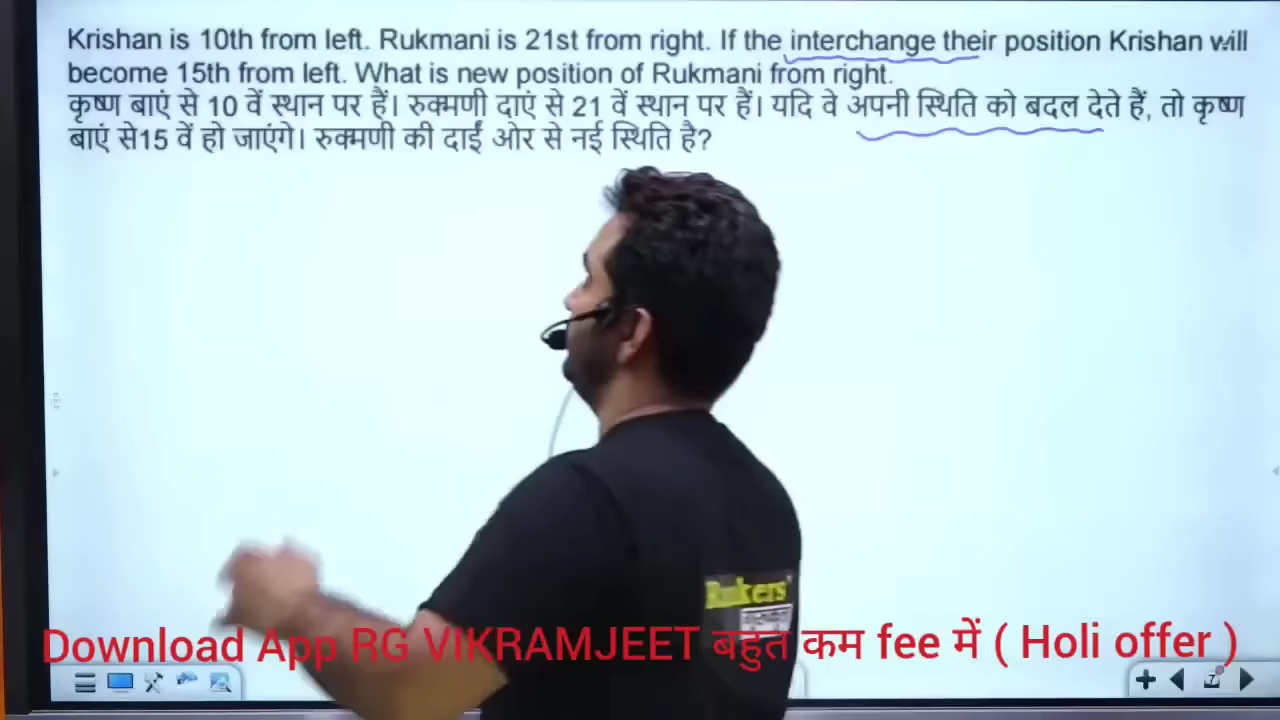 Krishan is 10th from left. Rukmani is 21st from right. If the interchange their position Krishan will
become 15th from left. What is new position of Rukmani from right.
कृष्ण बाएं से 10 वें स्थान पर हैं। रुक्मणी दाएं से 21 वें स्थान पर हैं। यदि वे अपनी स्थिति को बदल देते हैं, तो कृष्ण
बाएं से15 वें हो जाएंगे। रुक्मणी की दाईं ओर से नई स्थिति है?
Rankers'
Download App RG VIKRAMJEET बहुत कम fee में ( Holi offer )